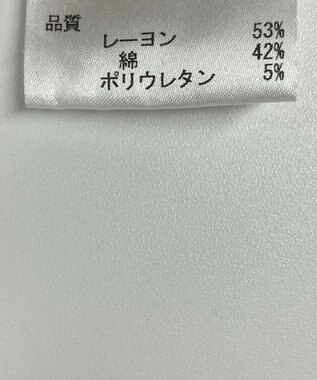 品質
レーヨン 53%
綿 42%
ポリウレタン 5%